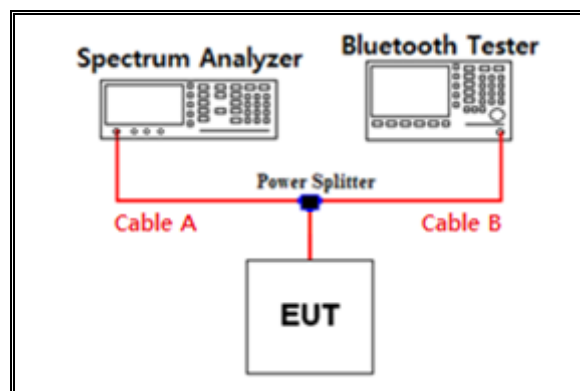 Spectrum Analyzer
Bluetooth Tester
Power Splitter
Cable A
Cable B
EUT